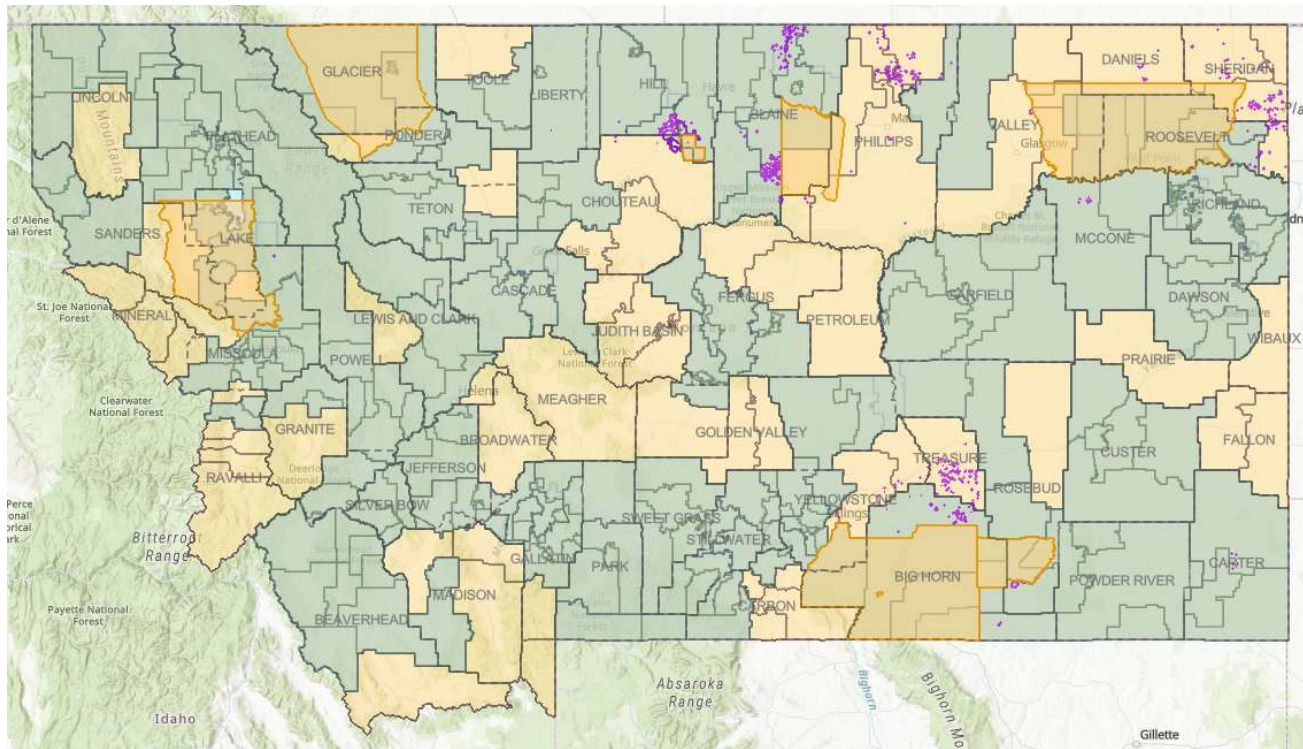 GLACIER
TOOLE
LIBERTY
HILL
Havre
BLAINE
DANIELS
SHERIDAN
LINCOLN
Mountains
FLATHEAD
PONDERA
Range
PHILLIPS
VALLEY
Glasgow
ROOSEVELT
TETON
CHOUTEAU
RICHLAND
SANDERS
LAKE
MCCONE
St. Joe National
Forest
MINERAL
LEWIS AND CLARK
CASCADE
FERGUS
GARFIELD
DAWSON
JUDITH BASIN
PETROLEUM
WIBAUX
MISSOULA
POWELL
PRAIRIE
Clearwater
National Forest
Helena
MEAGHER
GRANITE
BROADWATER
GOLDEN VALLEY
FALLON
RAVALLI
JEFFERSON
TREASURE
CUSTER
ROSEBUD
SILVER BOW
YELLOWSTONE
SWEET GRASS
STILLWATER
Bitterroot
Range
GALLATIN
PARK
BIG HORN
POWDER RIVER
CARTER
Payette National
Forest
BEAVERHEAD
MADISON
CARBON
Absaroka
Range
Bighorn
Bighorn Mo
Idaho
Gillette